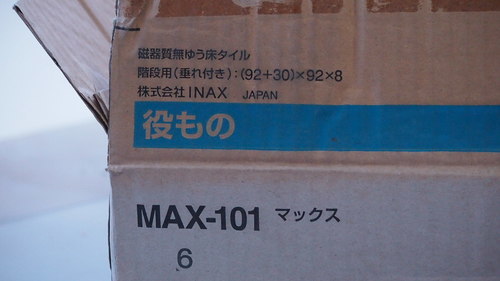 磁器質無ゆう床タイル
階段用(垂れ付き):(92+30)×92×8
株式会社INAX JAPAN
役もの
MAX-101 マックス
6